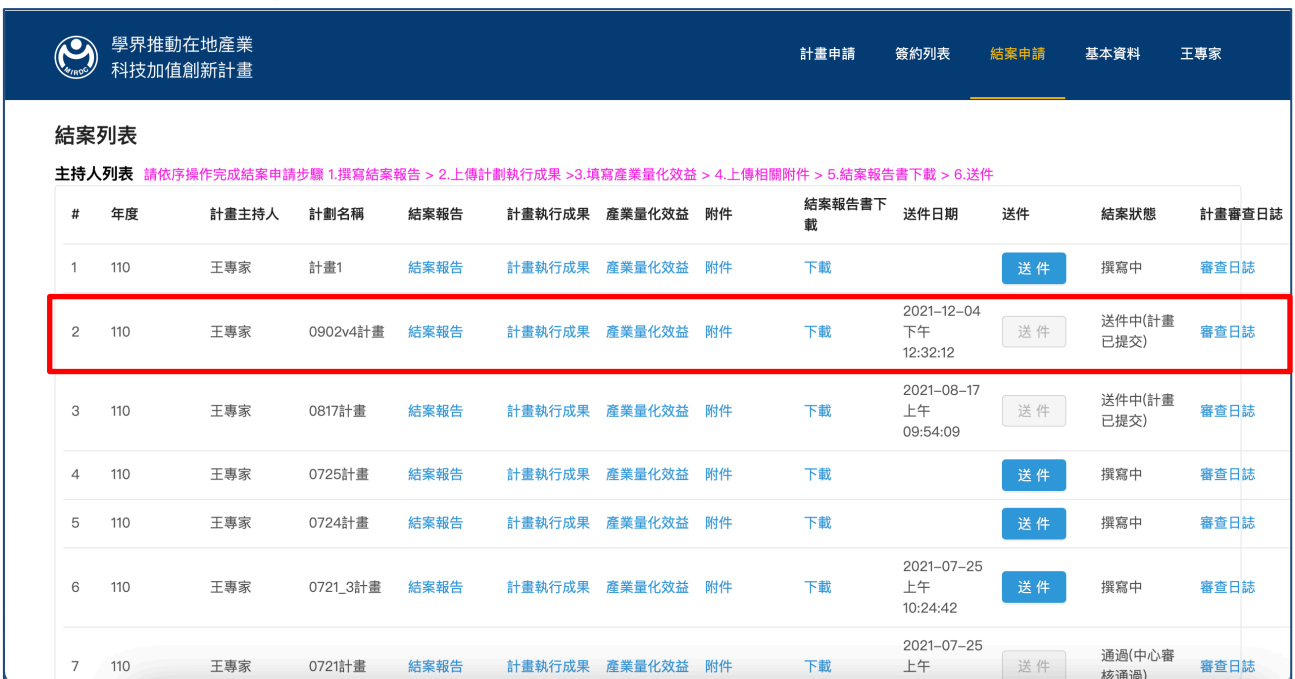 學界推動在地產業
科技加值創新計畫
MIRDC
計畫申請 簽約列表 結案申請 基本資料 王專家
結案列表
主持人列表 請依序操作完成結案申請步驟 1.撰寫結案報告 > 2.上傳計劃執行成果 >3.填寫產業量化效益 > 4.上傳相關附件 > 5.結案報告書下載 > 6.送件
# 年度 計畫主持人 計劃名稱 結案報告 計畫執行成果 產業量化效益 附件 結案報告書下載 送件日期 送件 結案狀態 計畫審查日誌
1 110 王專家 計畫1 結案報告 計畫執行成果 產業量化效益 附件 下載 送件 撰寫中 審查日誌
2 110 王專家 0902v4計畫 結案報告 計畫執行成果 產業量化效益 附件 下載 2021-12-04 下午 12:32:12 送件 送件中(計畫已提交) 審查日誌
3 110 王專家 0817計畫 結案報告 計畫執行成果 產業量化效益 附件 下載 2021-08-17 上午 09:54:09 送件 送件中(計畫已提交) 審查日誌
4 110 王專家 0725計畫 結案報告 計畫執行成果 產業量化效益 附件 下載 送件 撰寫中 審查日誌
5 110 王專家 0724計畫 結案報告 計畫執行成果 產業量化效益 附件 下載 送件 撰寫中 審查日誌
6 110 王專家 0721_3計畫 結案報告 計畫執行成果 產業量化效益 附件 下載 2021-07-25 上午 10:24:42 送件 撰寫中 審查日誌
7 110 王專家 0721計畫 結案報告 計畫執行成果 產業量化效益 附件 下載 2021-07-25 上午 送件 通過(中心審核通過) 審查日誌